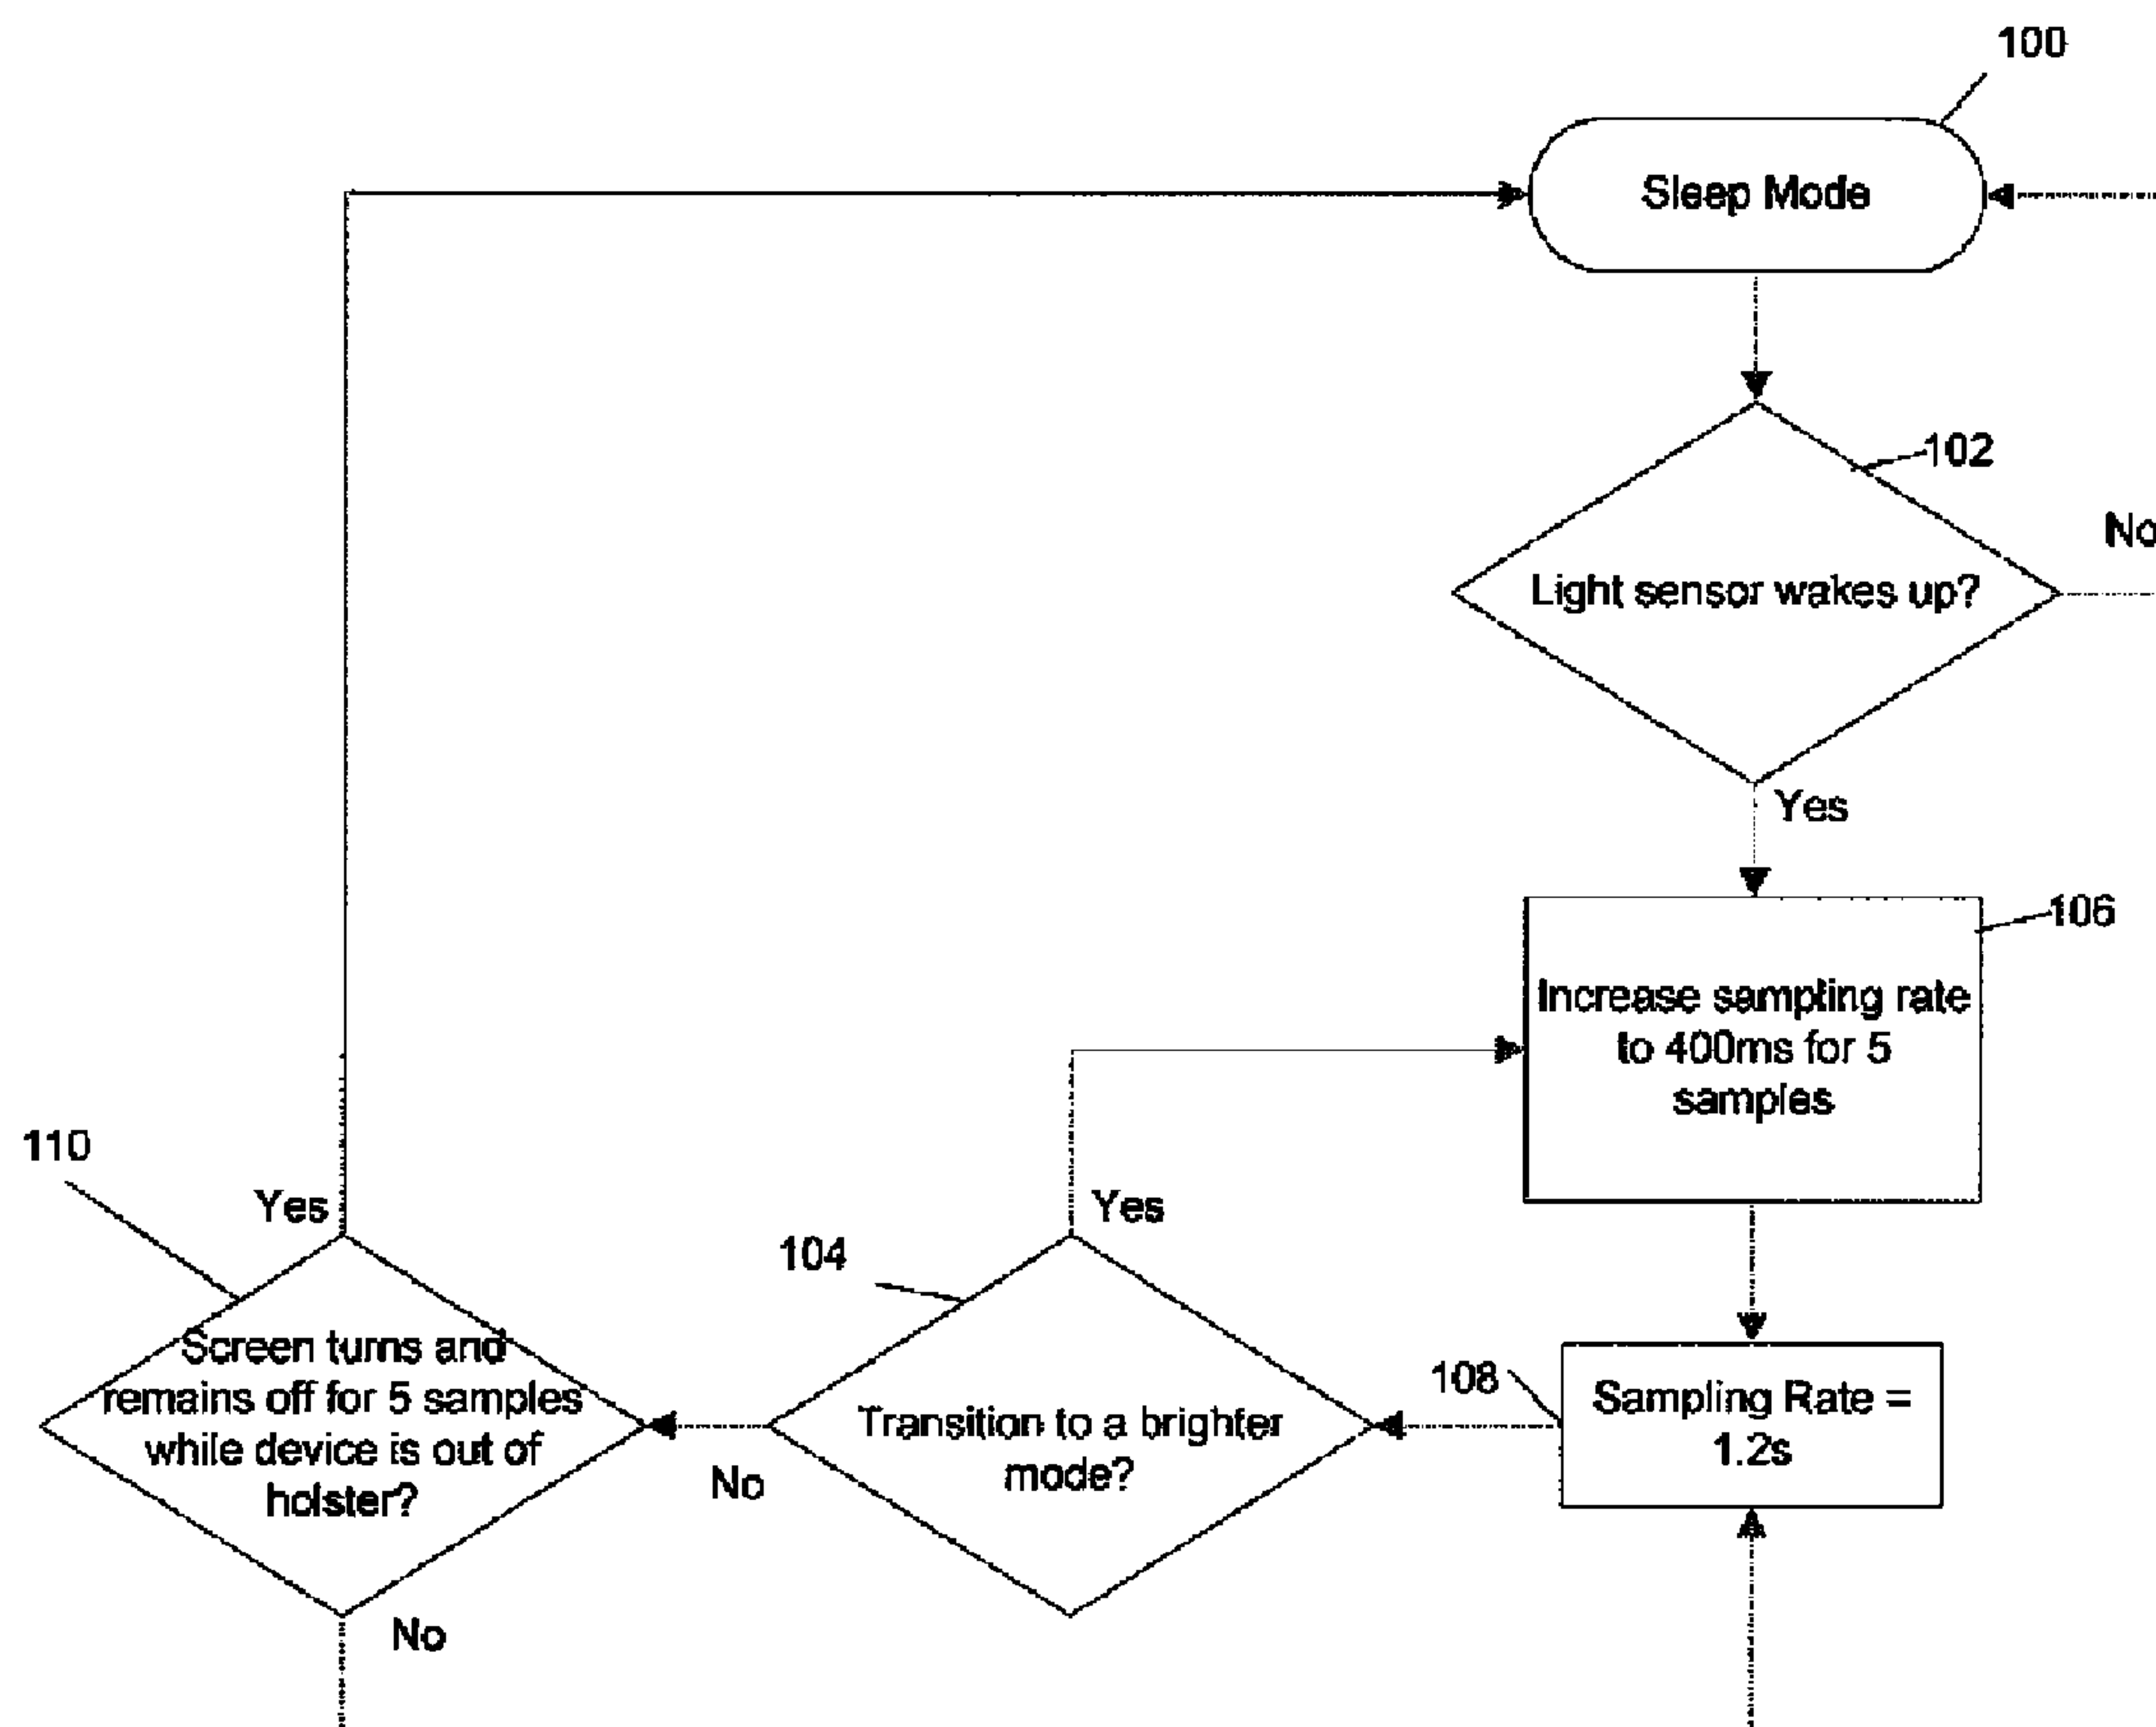 100
Sleep Mode
102
No
Light sensor wakes up?
Yes
106
Increase sampling rate
to 400ms for 5
samples
110
Yes
Yes
104
Screen turns and
remains off for 5 samples
while device is out of
holster?
Transition to a brighter
mode?
108
Sampling Rate =
1.2s
No
No